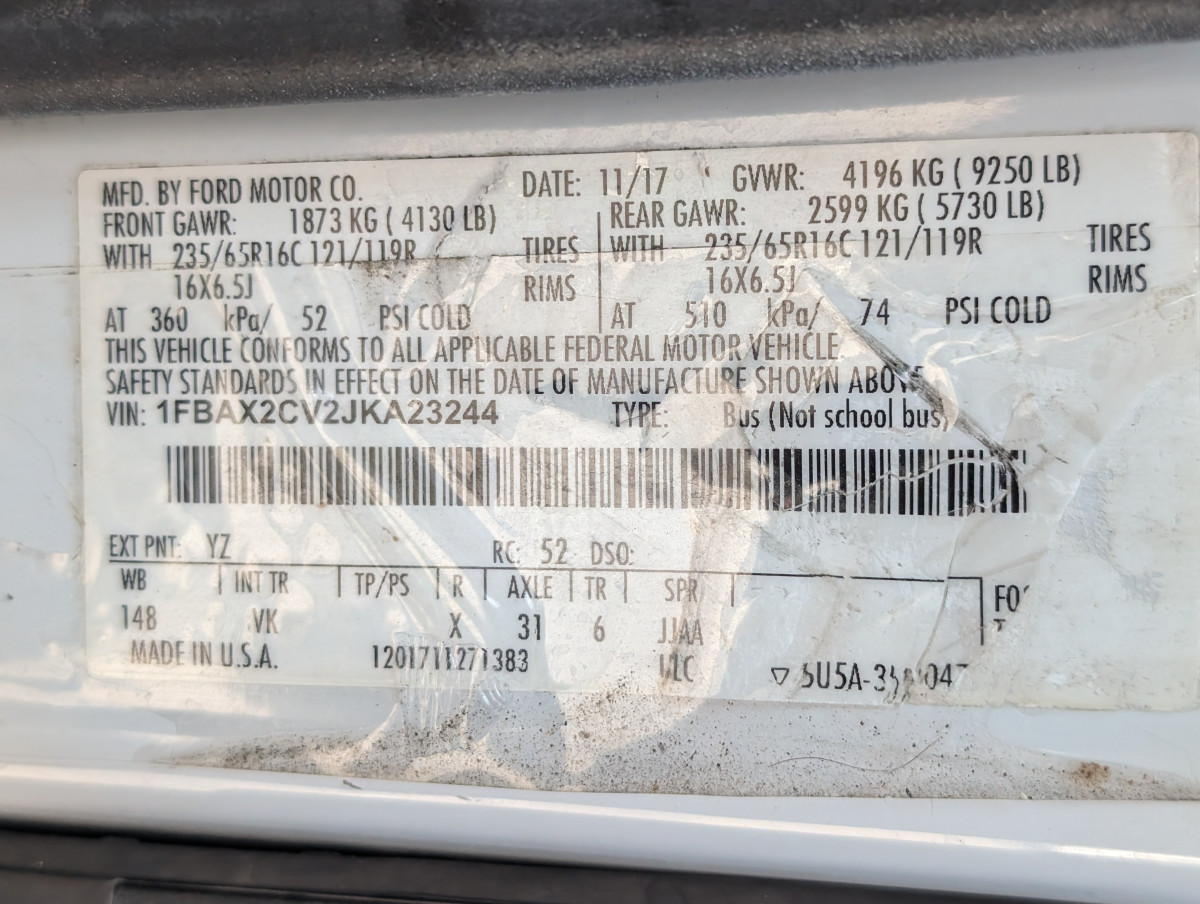 MFD. BY FORD MOTOR CO. DATE: 11/17 GVWR: 4196 KG ( 9250 LB)
FRONT GAWR: 1873 KG ( 4130 LB) REAR GAWR: 2599 KG ( 5730 LB)
WITH 235/65R16C 121/119R TIRES WITH 235/65R16C 121/119R TIRES
16X6.5J RIMS 16X6.5J RIMS
AT 360 kPa/ 52 PSI COLD AT 510 kPa/ 74 PSI COLD
THIS VEHICLE CONFORMS TO ALL APPLICABLE FEDERAL MOTOR VEHICLE
SAFETY STANDARDS IN EFFECT ON THE DATE OF MANUFACTURE SHOWN ABOVE
VIN: 1FBAX2CV2JKA23244 TYPE: Bus (Not school bus)
EXT PNT: YZ RC: 52 DSO:
WB INT TR TP/PS R AXLE TR SPR
148 VK X 31 6 JJAA
MADE IN U.S.A. 1201711271383